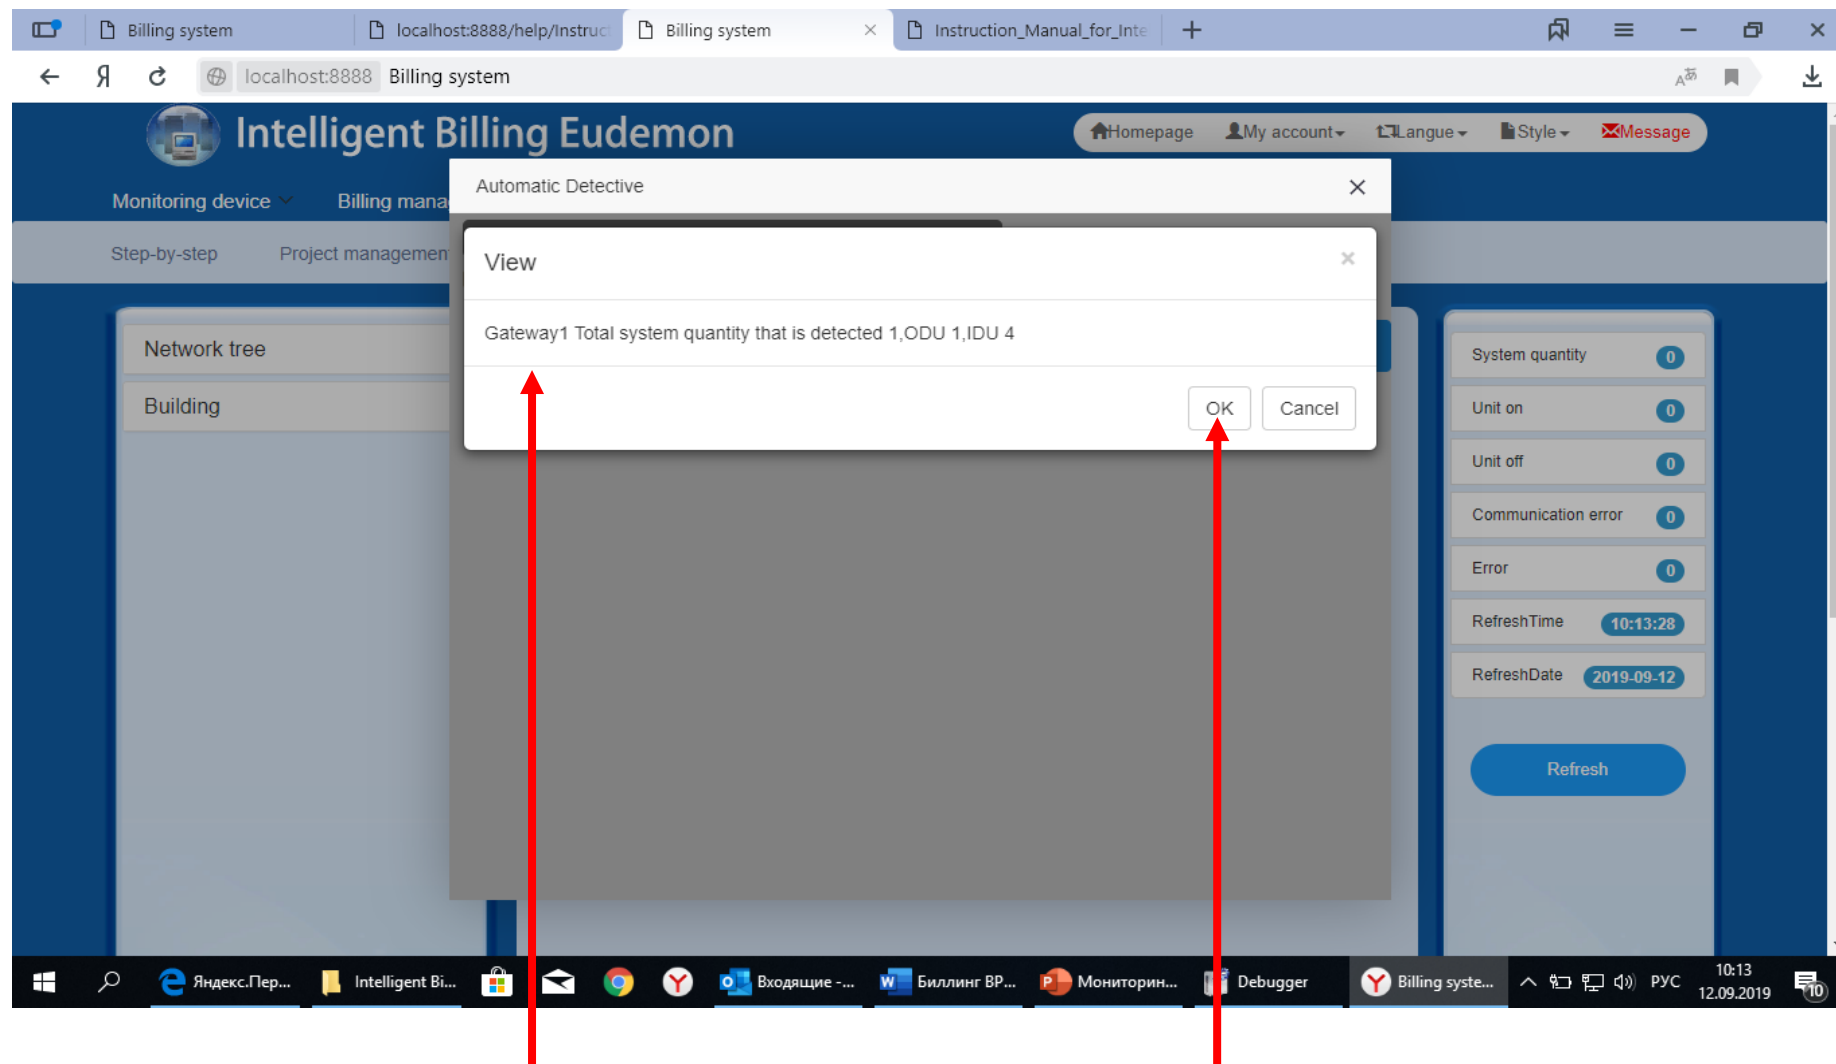 Billing system
localhost:8888/help/Instruct
Billing system
Instruction_Manual_for_Inte
Я
localhost:8888 Billing system
Intelligent Billing Eudemon
Homepage My account Langue Style Message
Monitoring device Billing mana
Automatic Detective
Step-by-step Project managemen
View
Gateway1 Total system quantity that is detected 1,ODU 1,IDU 4
OK Cancel
Network tree
Building
System quantity 0
Unit on 0
Unit off 0
Communication error 0
Error 0
RefreshTime 10:13:28
RefreshDate 2019-09-12
Refresh
Яндекс.Пер...
Intelligent Bi...
Входящие -...
Биллинг ВР...
Мониторин...
Debugger
Billing syste...
РУС
10:13
12.09.2019
10